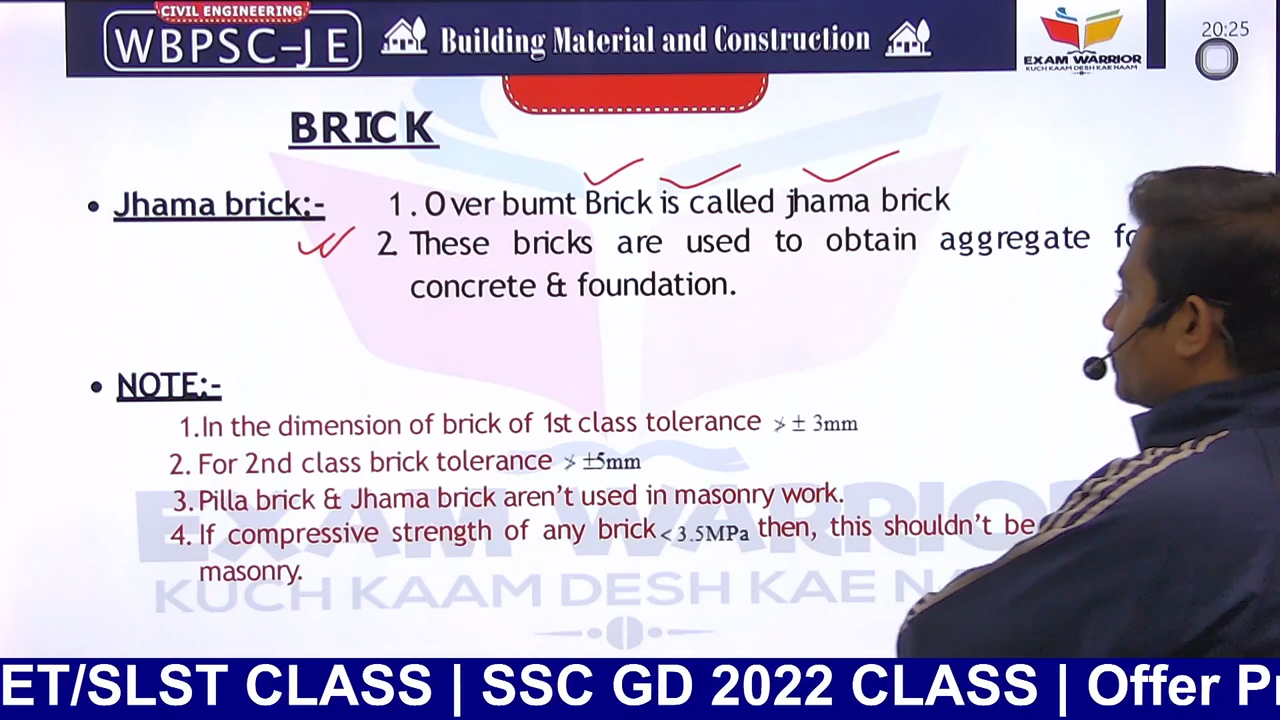 CIVIL ENGINEERING
WBPSC-JE
Building Material and Construction
EXAM WARRIOR
KUCH KAAM DESH KAE NAAM
20:25
BRICK
• Jhama brick:-
1. Over bumt Brick is called jhama brick
2. These bricks are used to obtain aggregate
concrete & foundation.
• NOTE:-
1.In the dimension of brick of 1st class tolerance ≯ ± 3mm
2. For 2nd class brick tolerance ≯ ±5mm
3. Pilla brick & Jhama brick aren't used in masonry work.
4. If compressive strength of any brick < 3.5MPa then, this shouldn't be
masonry.
EXAM WARRIOR
KUCH KAAM DESH KAE
ET/SLST CLASS | SSC GD 2022 CLASS | Offer